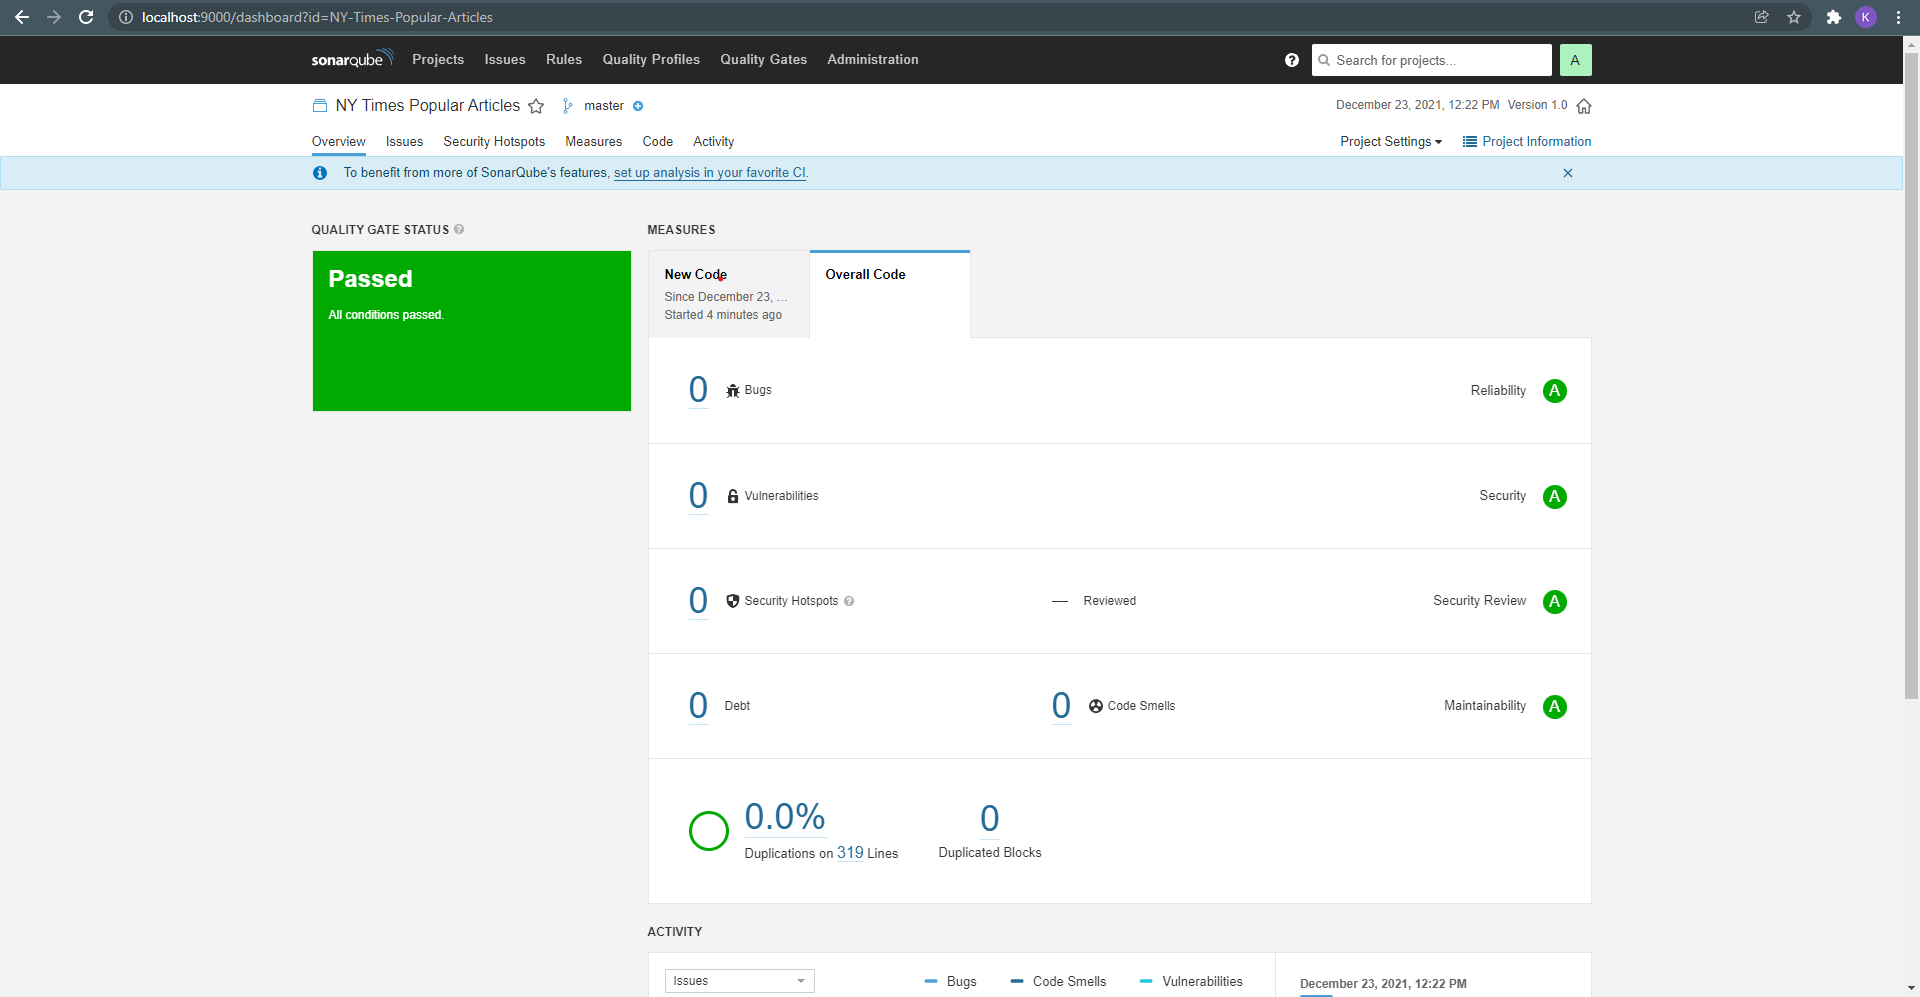 localhost:9000/dashboard?id=NY-Times-Popular-Articles
K
sonarqube Projects Issues Rules Quality Profiles Quality Gates Administration Search for projects... A
NY Times Popular Articles master December 23, 2021, 12:22 PM Version 1.0
Overview Issues Security Hotspots Measures Code Activity Project Settings Project Information
To benefit from more of SonarQube's features, set up analysis in your favorite CI.
QUALITY GATE STATUS
Passed
All conditions passed.
MEASURES
New Code
Since December 23, ...
Started 4 minutes ago
Overall Code
0 Bugs Reliability A
0 Vulnerabilities Security A
0 Security Hotspots — Reviewed Security Review A
0 Debt 0 Code Smells Maintainability A
0.0%
Duplications on 319 Lines
0
Duplicated Blocks
ACTIVITY
Issues Bugs Code Smells Vulnerabilities
December 23, 2021, 12:22 PM